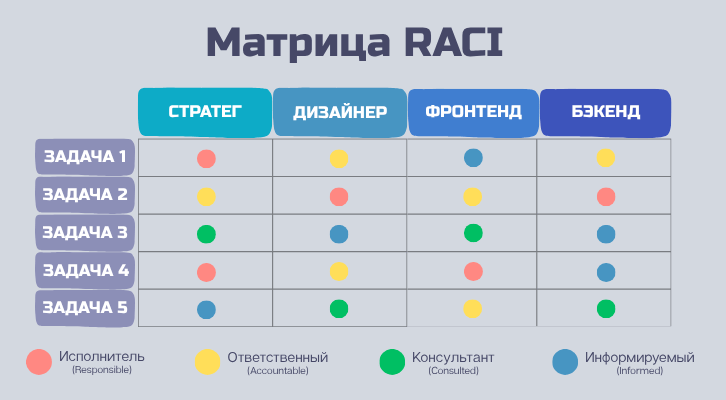 Матрица RACI
СТРАТЕГ ДИЗАЙНЕР ФРОНТЕНД БЭКЕНД
ЗАДАЧА 1
ЗАДАЧА 2
ЗАДАЧА 3
ЗАДАЧА 4
ЗАДАЧА 5
Исполнитель Ответственный Консультант Информируемый
(Responsible) (Accountable) (Consulted) (Informed)